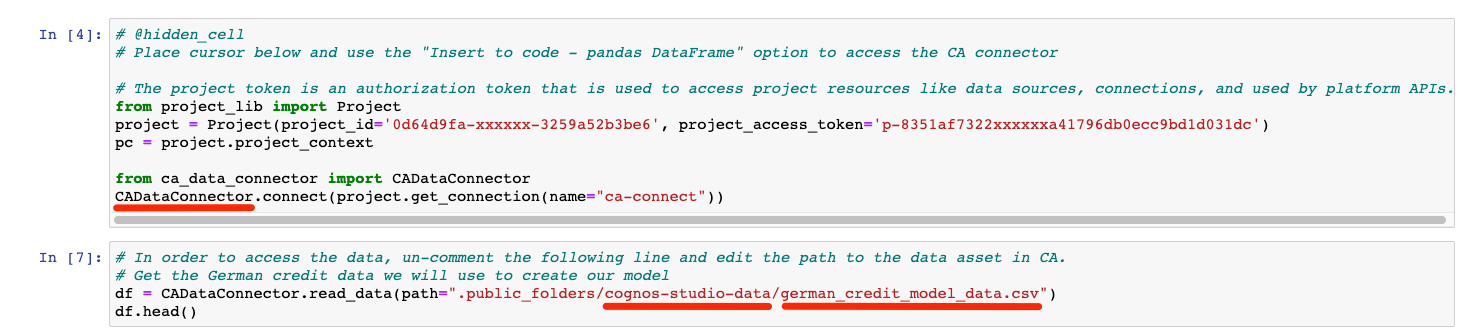 In [4]: # @hidden_cell
# Place cursor below and use the "Insert to code - pandas DataFrame" option to access the CA connector
# The project token is an authorization token that is used to access project resources like data sources, connections, and used by platform APIs.
from project_lib import Project
project = Project(project_id='0d64d9fa-xxxxxx-3259a52b3be6', project_access_token='p-8351af7322xxxxxxa41796db0ecc9bd1d031dc')
pc = project.project_context
from ca_data_connector import CADataConnector
CADataConnector.connect(project.get_connection(name="ca-connect"))
In [7]: # In order to access the data, un-comment the following line and edit the path to the data asset in CA.
# Get the German credit data we will use to create our model
df = CADataConnector.read_data(path=".public_folders/cognos-studio-data/german_credit_model_data.csv")
df.head()